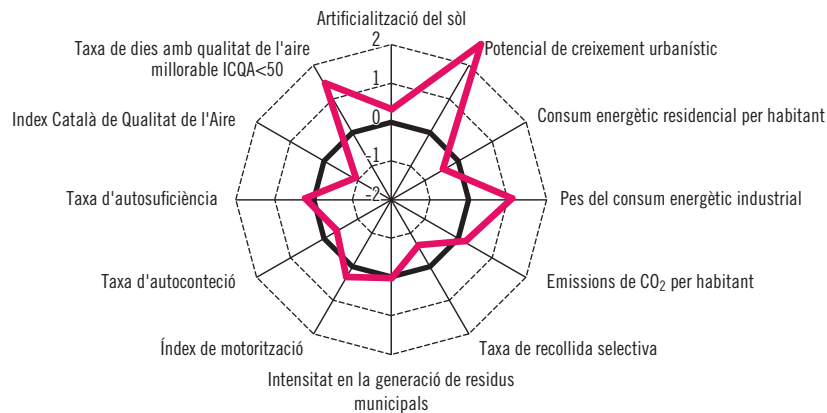 Artificialització del sòl
Taxa de dies amb qualitat de l'aire
millorable ICQA<50
Potencial de creixement urbanístic
Index Català de Qualitat de l'Aire
Consum energètic residencial per habitant
Taxa d'autosuficiència
Pes del consum energètic industrial
Taxa d'autoconteció
Emissions de CO2 per habitant
Índex de motorització
Taxa de recollida selectiva
Intensitat en la generació de residus
municipals
2
1
0
-1
-2